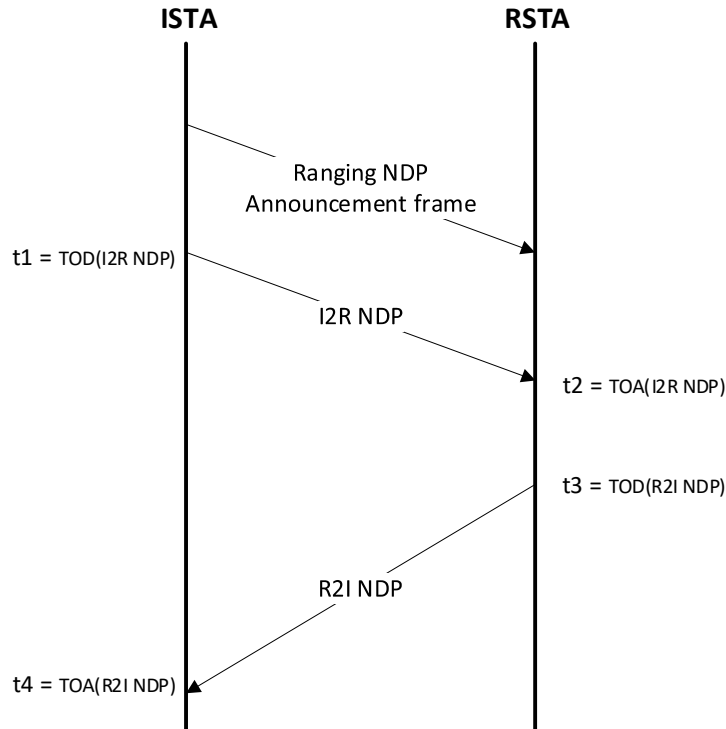 ISTA
RSTA
Ranging NDP
Announcement frame
t1 = TOD(I2R NDP)
I2R NDP
t2 = TOA(I2R NDP)
t3 = TOD(R2I NDP)
R2I NDP
t4 = TOA(R2I NDP)